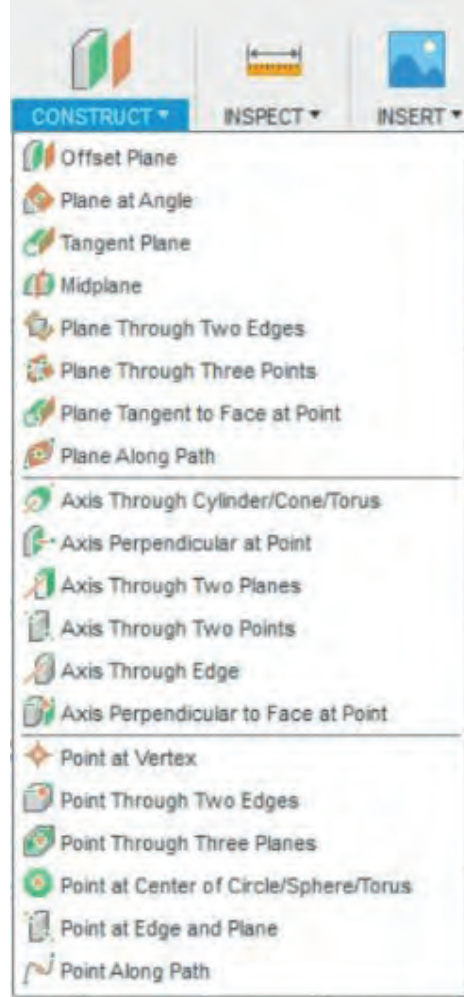 CONSTRUCT INSPECT INSERT
Offset Plane
Plane at Angle
Tangent Plane
Midplane
Plane Through Two Edges
Plane Through Three Points
Plane Tangent to Face at Point
Plane Along Path
Axis Through Cylinder/Cone/Torus
Axis Perpendicular at Point
Axis Through Two Planes
Axis Through Two Points
Axis Through Edge
Axis Perpendicular to Face at Point
Point at Vertex
Point Through Two Edges
Point Through Three Planes
Point at Center of Circle/Sphere/Torus
Point at Edge and Plane
Point Along Path